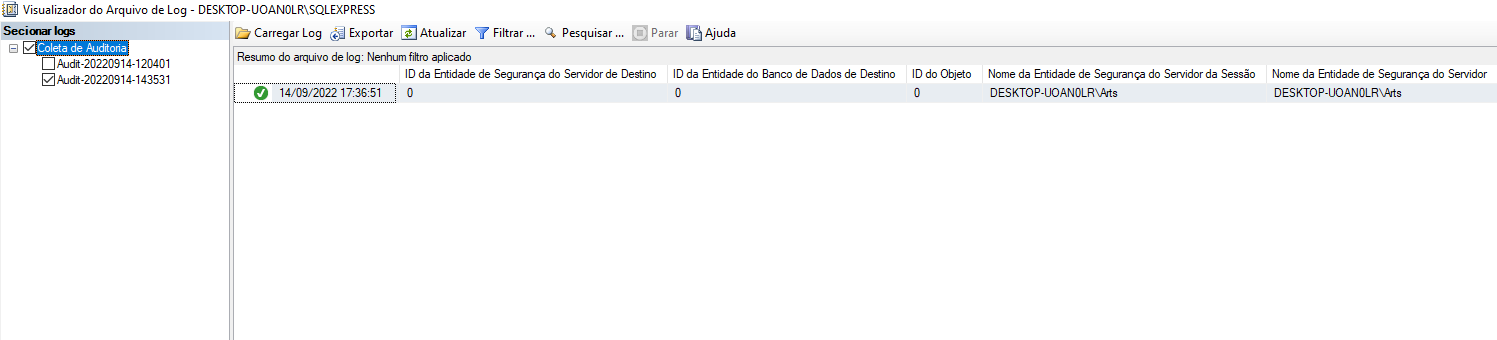 Visualizador do Arquivo de Log - DESKTOP-UOAN0LR\SQLEXPRESS
Secionar logs
Coleta de Auditoria
Audit-20220914-120401
Audit-20220914-143531
Carregar Log Exportar Atualizar Filtrar ... Pesquisar ... Parar Ajuda
Resumo do arquivo de log: Nenhum filtro aplicado
ID da Entidade de Segurança do Servidor de Destino ID da Entidade do Banco de Dados de Destino ID do Objeto Nome da Entidade de Segurança do Servidor da Sessão Nome da Entidade de Segurança do Servidor
14/09/2022 17:36:51 0 0 0 DESKTOP-UOAN0LR\Arts DESKTOP-UOAN0LR\Arts